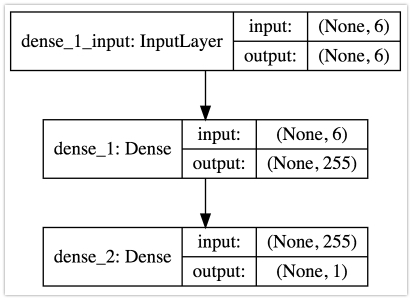 dense_1_input: InputLayer
input: (None, 6)
output: (None, 6)
dense_1: Dense
input: (None, 6)
output: (None, 255)
dense_2: Dense
input: (None, 255)
output: (None, 1)